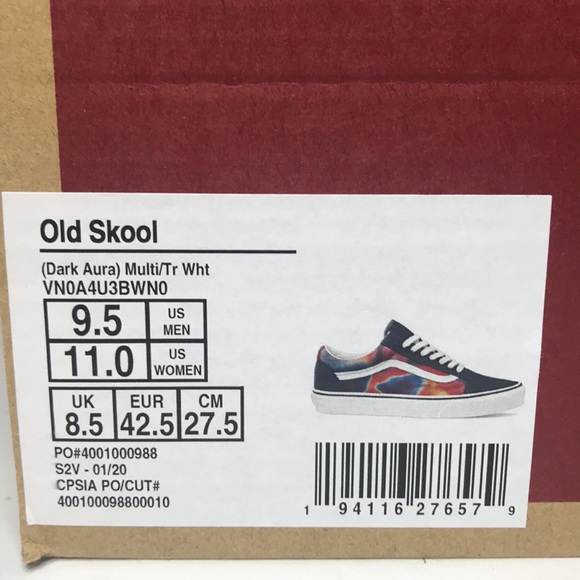 Old Skool
(Dark Aura) Multi/Tr Wht
VN0A4U3BWN0
9.5 US MEN
11.0 US WOMEN
UK EUR CM
8.5 42.5 27.5
PO#4001000988
S2V - 01/20
CPSIA PO/CUT#
400100098800010
1 94116 27657 9